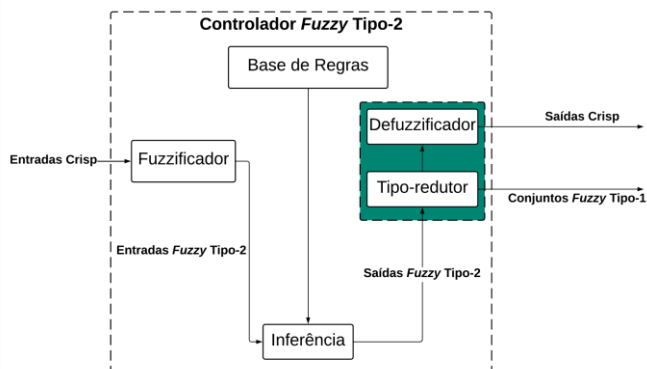 Controlador Fuzzy Tipo-2
Base de Regras
Defuzzificador
Saídas Crisp
Entradas Crisp
Fuzzificador
Tipo-redutor
Conjuntos Fuzzy Tipo-1
Entradas Fuzzy Tipo-2
Saídas Fuzzy Tipo-2
Inferência